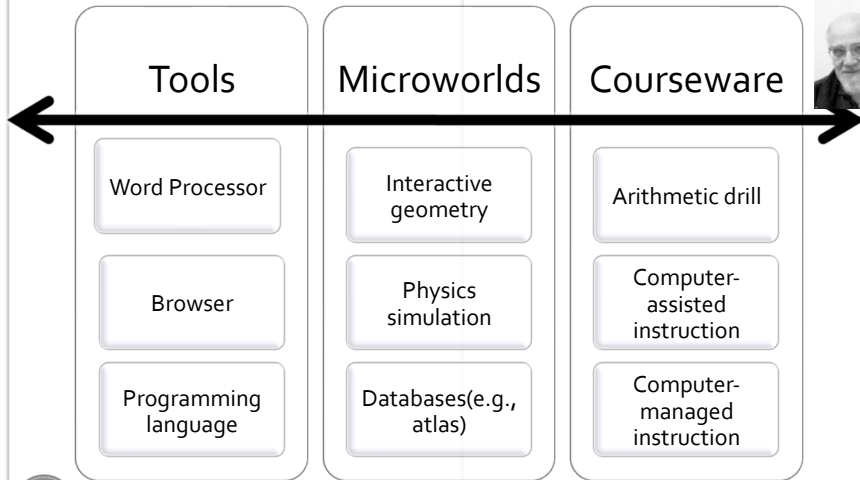 Tools
Word Processor
Browser
Programming
language
Microworlds
Interactive
geometry
Physics
simulation
Databases(e.g.,
atlas)
Courseware
Arithmetic drill
Computer-
assisted
instruction
Computer-
managed
instruction